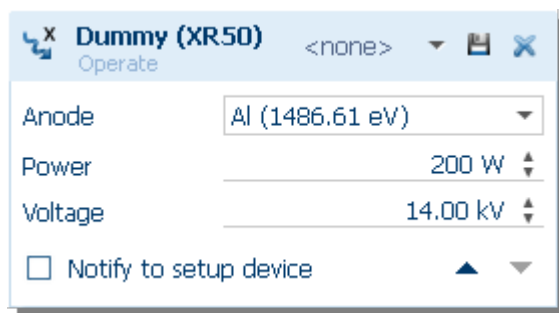 Dummy (XR50) <none>
Operate
Anode Al (1486.61 eV)
Power 200 W
Voltage 14.00 kV
Notify to setup device